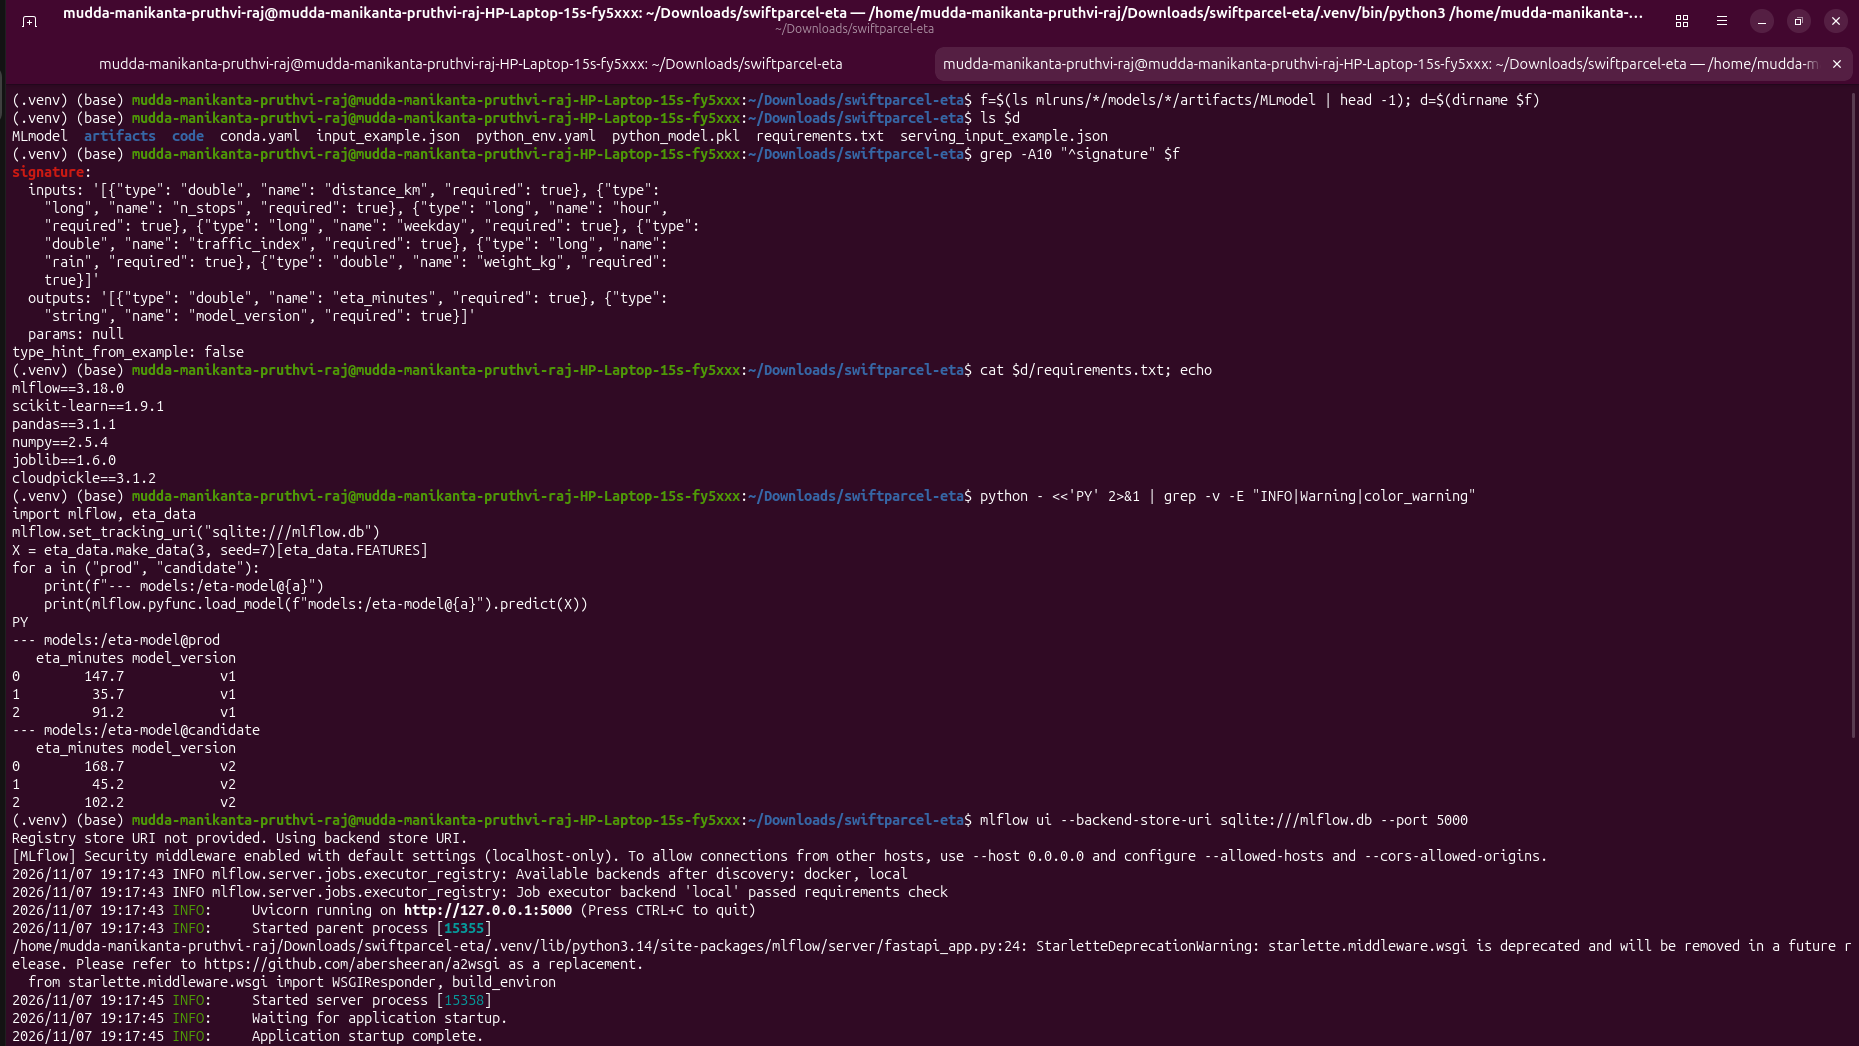 mudda-manikanta-pruthvi-raj@mudda-manikanta-pruthvi-raj-HP-Laptop-15s-fy5xxx: ~/Downloads/swiftparcel-eta — /home/mudda-manikanta-pruthvi-raj/Downloads/swiftparcel-eta/.venv/bin/python3 /home/mudda-manikanta-...
~/Downloads/swiftparcel-eta
mudda-manikanta-pruthvi-raj@mudda-manikanta-pruthvi-raj-HP-Laptop-15s-fy5xxx: ~/Downloads/swiftparcel-eta
mudda-manikanta-pruthvi-raj@mudda-manikanta-pruthvi-raj-HP-Laptop-15s-fy5xxx: ~/Downloads/swiftparcel-eta — /home/mudda-m
(.venv) (base) mudda-manikanta-pruthvi-raj@mudda-manikanta-pruthvi-raj-HP-Laptop-15s-fy5xxx:~/Downloads/swiftparcel-eta$ f=$(ls mlruns/*/models/*/artifacts/MLmodel | head -1); d=$(dirname $f)
(.venv) (base) mudda-manikanta-pruthvi-raj@mudda-manikanta-pruthvi-raj-HP-Laptop-15s-fy5xxx:~/Downloads/swiftparcel-eta$ ls $d
MLmodel  artifacts  code  conda.yaml  input_example.json  python_env.yaml  python_model.pkl  requirements.txt  serving_input_example.json
(.venv) (base) mudda-manikanta-pruthvi-raj@mudda-manikanta-pruthvi-raj-HP-Laptop-15s-fy5xxx:~/Downloads/swiftparcel-eta$ grep -A10 "^signature" $f
signature:
  inputs: '[{"type": "double", "name": "distance_km", "required": true}, {"type":
    "long", "name": "n_stops", "required": true}, {"type": "long", "name": "hour",
    "required": true}, {"type": "long", "name": "weekday", "required": true}, {"type":
    "double", "name": "traffic_index", "required": true}, {"type": "long", "name":
    "rain", "required": true}, {"type": "double", "name": "weight_kg", "required":
    true}]'
  outputs: '[{"type": "double", "name": "eta_minutes", "required": true}, {"type":
    "string", "name": "model_version", "required": true}]'
  params: null
type_hint_from_example: false
(.venv) (base) mudda-manikanta-pruthvi-raj@mudda-manikanta-pruthvi-raj-HP-Laptop-15s-fy5xxx:~/Downloads/swiftparcel-eta$ cat $d/requirements.txt; echo
mlflow==3.18.0
scikit-learn==1.9.1
pandas==3.1.1
numpy==2.5.4
joblib==1.6.0
cloudpickle==3.1.2
(.venv) (base) mudda-manikanta-pruthvi-raj@mudda-manikanta-pruthvi-raj-HP-Laptop-15s-fy5xxx:~/Downloads/swiftparcel-eta$ python - <<'PY' 2>&1 | grep -v -E "INFO|Warning|color_warning"
import mlflow, eta_data
mlflow.set_tracking_uri("sqlite:///mlflow.db")
X = eta_data.make_data(3, seed=7)[eta_data.FEATURES]
for a in ("prod", "candidate"):
    print(f"--- models:/eta-model@{a}")
    print(mlflow.pyfunc.load_model(f"models:/eta-model@{a}").predict(X))
PY
--- models:/eta-model@prod
   eta_minutes model_version
0        147.7            v1
1         35.7            v1
2         91.2            v1
--- models:/eta-model@candidate
   eta_minutes model_version
0        168.7            v2
1         45.2            v2
2        102.2            v2
(.venv) (base) mudda-manikanta-pruthvi-raj@mudda-manikanta-pruthvi-raj-HP-Laptop-15s-fy5xxx:~/Downloads/swiftparcel-eta$ mlflow ui --backend-store-uri sqlite:///mlflow.db --port 5000
Registry store URI not provided. Using backend store URI.
[MLflow] Security middleware enabled with default settings (localhost-only). To allow connections from other hosts, use --host 0.0.0.0 and configure --allowed-hosts and --cors-allowed-origins.
2026/11/07 19:17:43 INFO mlflow.server.jobs.executor_registry: Available backends after discovery: docker, local
2026/11/07 19:17:43 INFO mlflow.server.jobs.executor_registry: Job executor backend 'local' passed requirements check
2026/11/07 19:17:43 INFO:     Uvicorn running on http://127.0.0.1:5000 (Press CTRL+C to quit)
2026/11/07 19:17:43 INFO:     Started parent process [15355]
/home/mudda-manikanta-pruthvi-raj/Downloads/swiftparcel-eta/.venv/lib/python3.14/site-packages/mlflow/server/fastapi_app.py:24: StarletteDeprecationWarning: starlette.middleware.wsgi is deprecated and will be removed in a future r
elease. Please refer to https://github.com/abersheeran/a2wsgi as a replacement.
  from starlette.middleware.wsgi import WSGIResponder, build_environ
2026/11/07 19:17:45 INFO:     Started server process [15358]
2026/11/07 19:17:45 INFO:     Waiting for application startup.
2026/11/07 19:17:45 INFO:     Application startup complete.